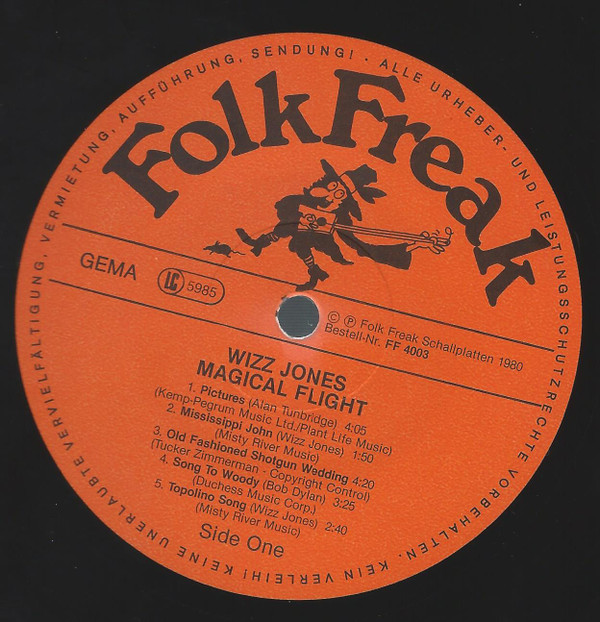 ALLE URHEBER- UND LEISTUNGSSCHUTZRECHTE VORBEHALTEN. KEIN VERLEIH! KEINE UNERLAUBTE VERVIELFÄLTIGUNG, VERMIETUNG, AUFFÜHRUNG, SENDUNG! -
Folk Freak
GEMA
LC 5985
© ℗ Folk Freak Schallplatten 1980
Bestell-Nr. FF 4003
WIZZ JONES
MAGICAL FLIGHT
1. Pictures (Alan Tunbridge) 4:05
(Kemp-Pegrum Music Ltd./Plant Life Music)
2. Mississippi John (Wizz Jones) 1:50
(Misty River Music)
3. Old Fashioned Shotgun Wedding 4:20
(Tucker Zimmerman - Copyright Control)
4. Song To Woody (Bob Dylan) 3:25
(Duchess Music Corp.)
5. Topolino Song (Wizz Jones) 2:40
(Misty River Music)
Side One